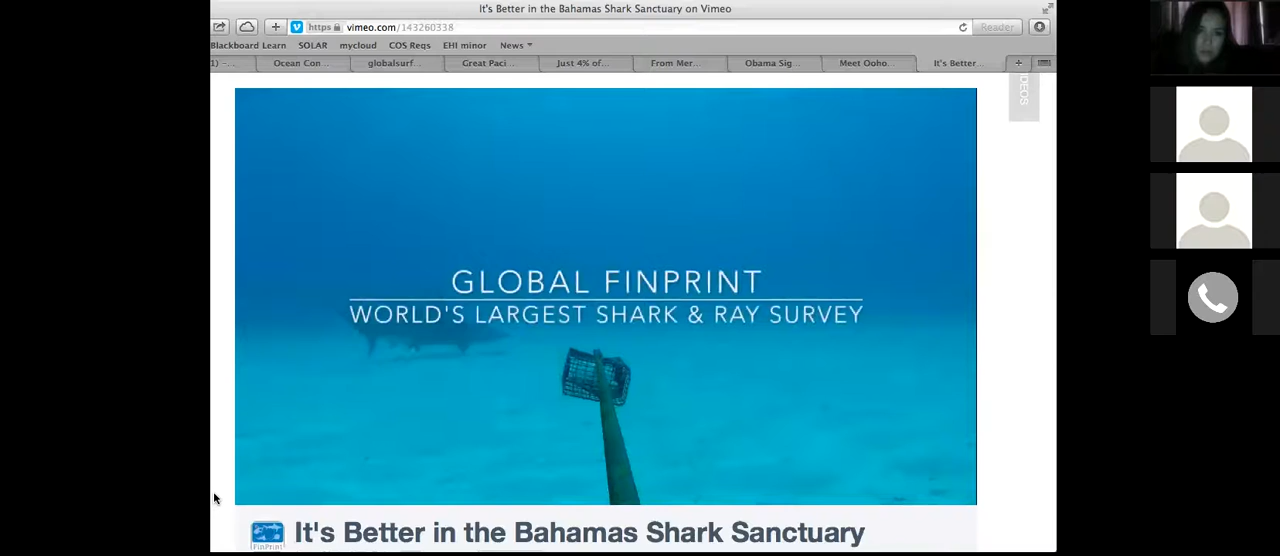 It's Better in the Bahamas Shark Sanctuary on Vimeo
https vimeo.com/143260338 Reader
Blackboard Learn SOLAR mycloud COS Reqs EHI minor News
1) –... Ocean Con... globalsurf... Great Paci... Just 4% of... From Mer... Obama Sig... Meet Ooho... It's Better...
GLOBAL FINPRINT
WORLD'S LARGEST SHARK & RAY SURVEY
FINPRINT
It's Better in the Bahamas Shark Sanctuary